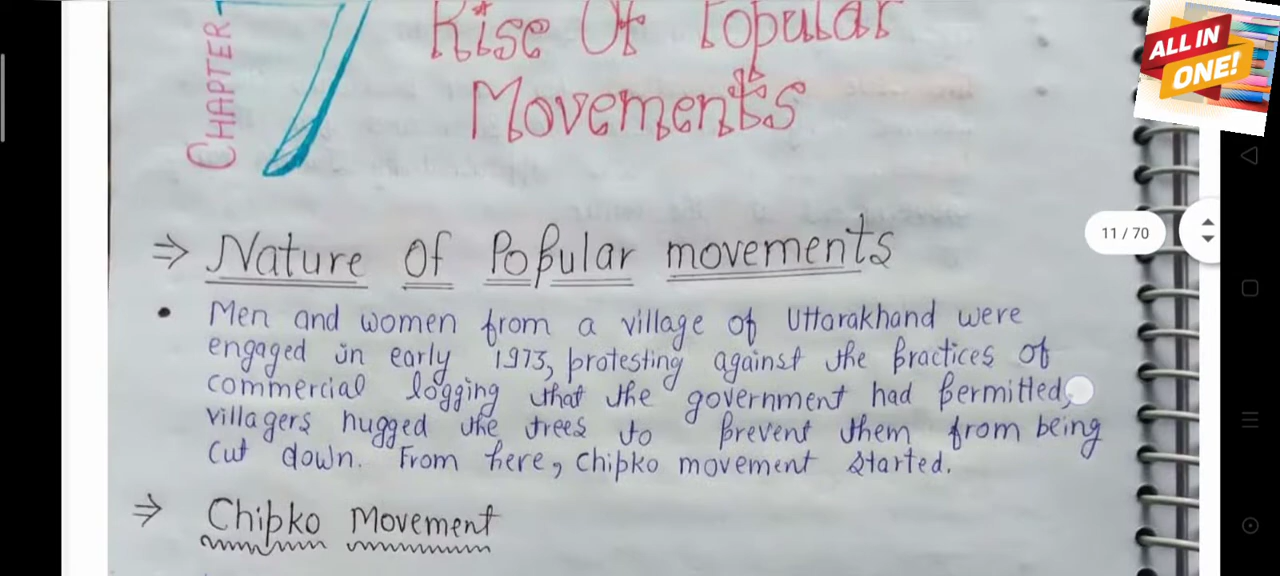 CHAPTER 7
Rise Of Popular
Movements
ALL IN
ONE!
11 / 70
⇒ Nature Of Popular movements
• Men and women from a village of Uttarakhand were
engaged in early 1973, protesting against the practices of
commercial logging that the government had permitted,
villagers hugged the trees to prevent them from being
cut down. From here, Chipko movement started.
⇒ Chipko Movement